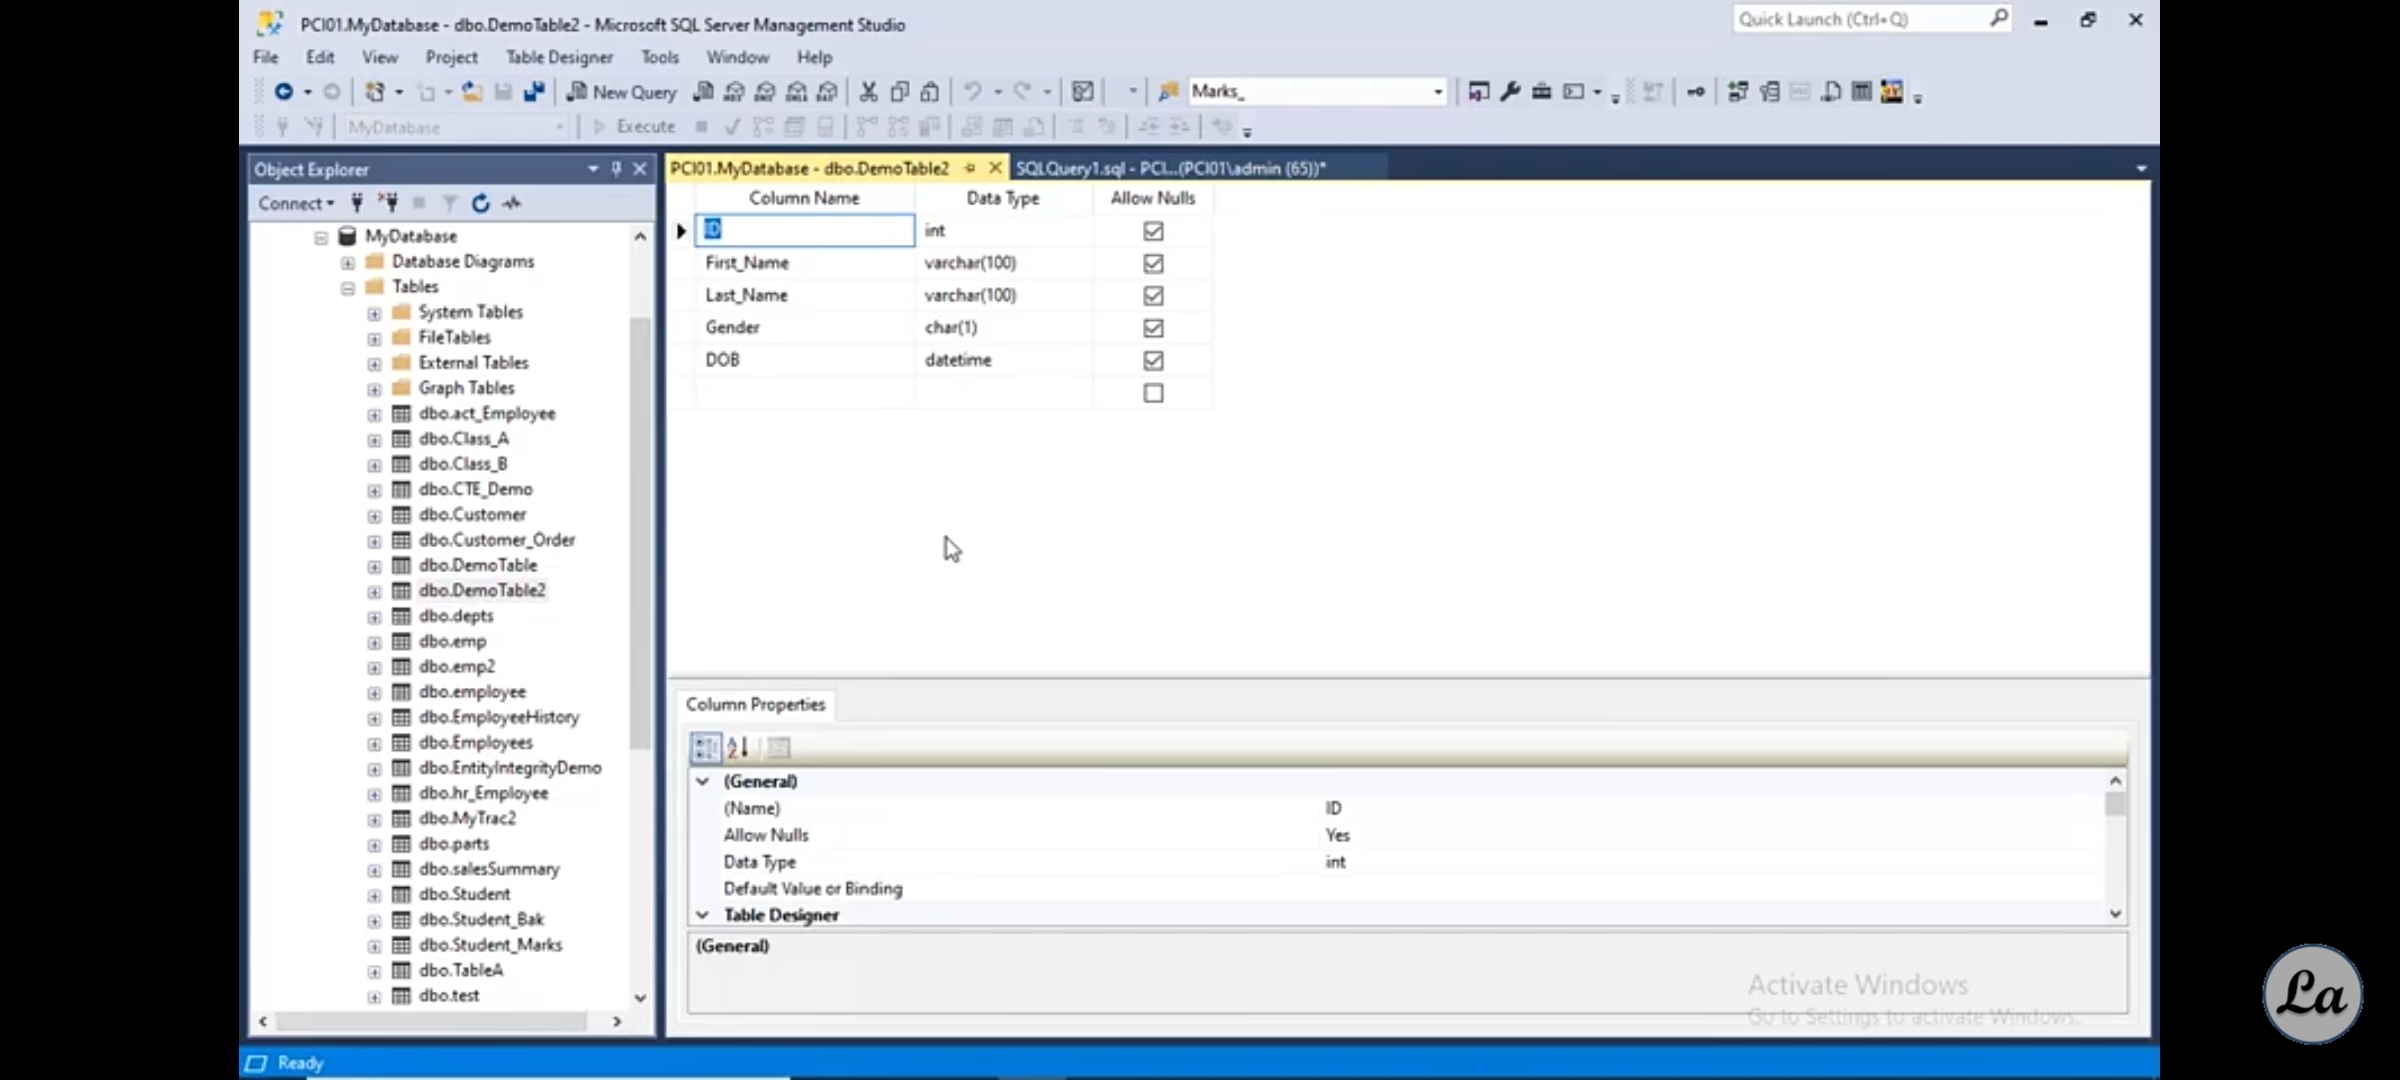 PCI01.MyDatabase - dbo.DemoTable2 - Microsoft SQL Server Management Studio
Quick Launch (Ctrl+Q)
File Edit View Project Table Designer Tools Window Help
New Query
Marks_
MyDatabase
Execute
Object Explorer
Connect
MyDatabase
Database Diagrams
Tables
System Tables
FileTables
External Tables
Graph Tables
dbo.act_Employee
dbo.Class_A
dbo.Class_B
dbo.CTE_Demo
dbo.Customer
dbo.Customer_Order
dbo.DemoTable
dbo.DemoTable2
dbo.depts
dbo.emp
dbo.emp2
dbo.employee
dbo.EmployeeHistory
dbo.Employees
dbo.EntityIntegrityDemo
dbo.hr_Employee
dbo.MyTrac2
dbo.parts
dbo.salesSummary
dbo.Student
dbo.Student_Bak
dbo.Student_Marks
dbo.TableA
dbo.test
PCI01.MyDatabase - dbo.DemoTable2
SQLQuery1.sql - PCI...(PCI01\admin (65))*
Column Name Data Type Allow Nulls
ID int
First_Name varchar(100)
Last_Name varchar(100)
Gender char(1)
DOB datetime
Column Properties
(General)
(Name) ID
Allow Nulls Yes
Data Type int
Default Value or Binding
Table Designer
(General)
Activate Windows
Go to Settings to activate Windows.
La
Ready